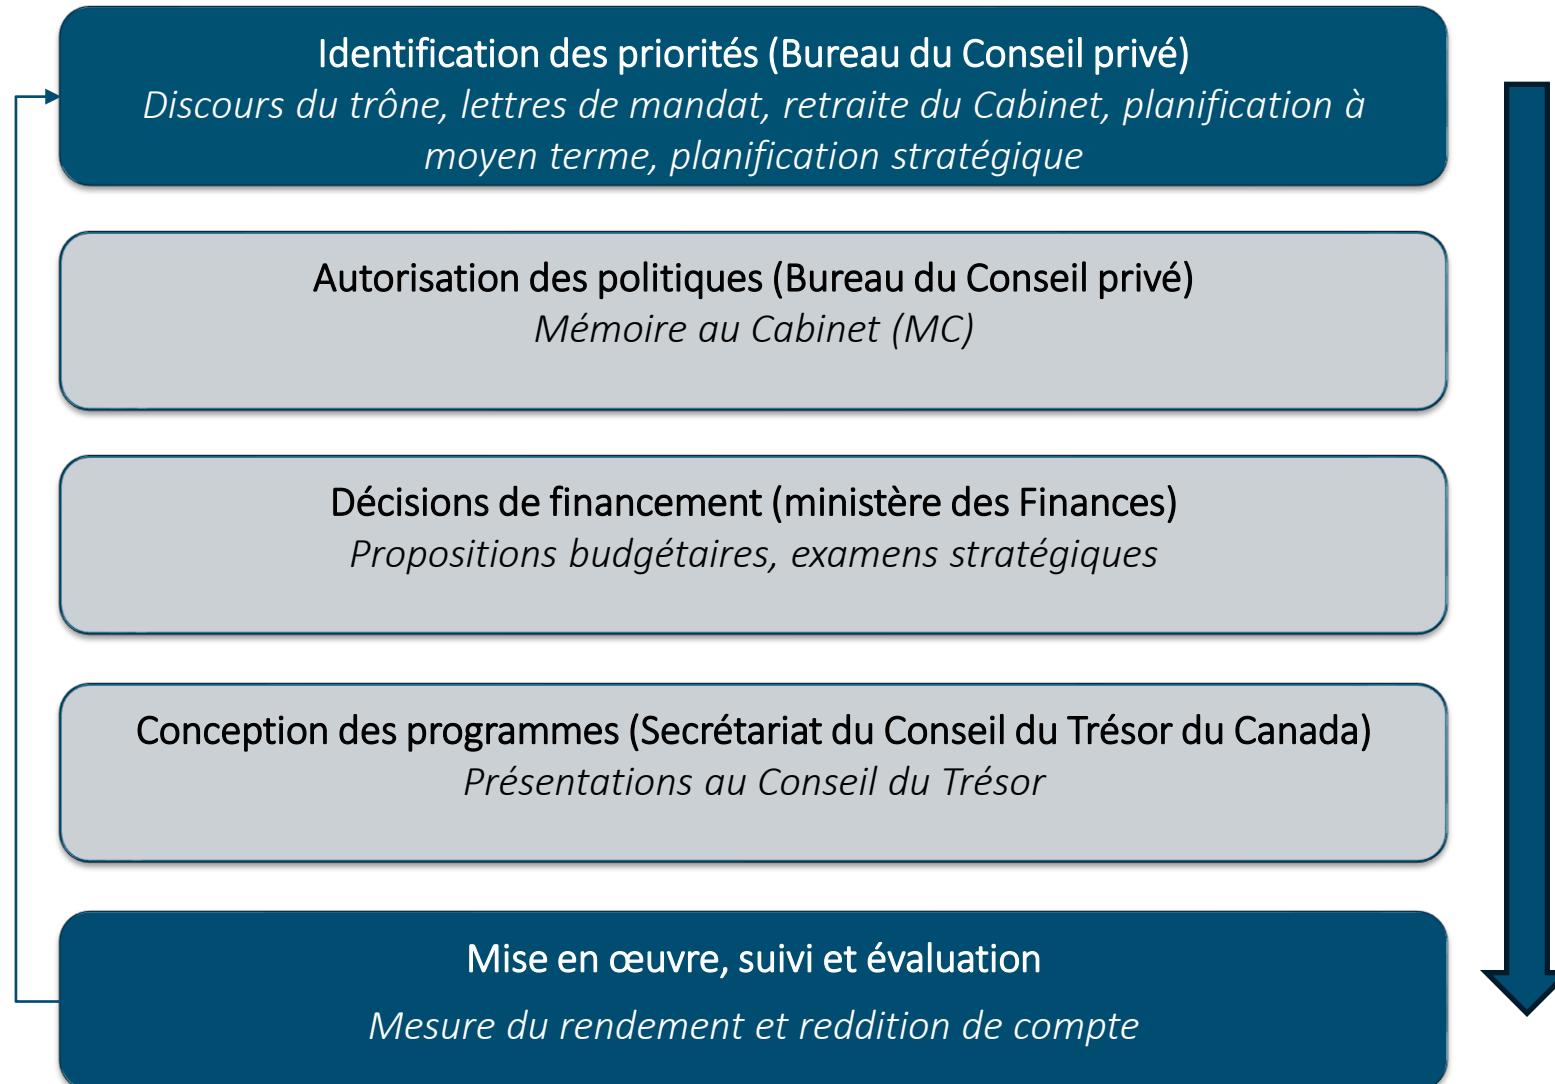 Identification des priorités (Bureau du Conseil privé)
Discours du trône, lettres de mandat, retraite du Cabinet, planification à
moyen terme, planification stratégique
Autorisation des politiques (Bureau du Conseil privé)
Mémoire au Cabinet (MC)
Décisions de financement (ministère des Finances)
Propositions budgétaires, examens stratégiques
Conception des programmes (Secrétariat du Conseil du Trésor du Canada)
Présentations au Conseil du Trésor
Mise en œuvre, suivi et évaluation
Mesure du rendement et reddition de compte